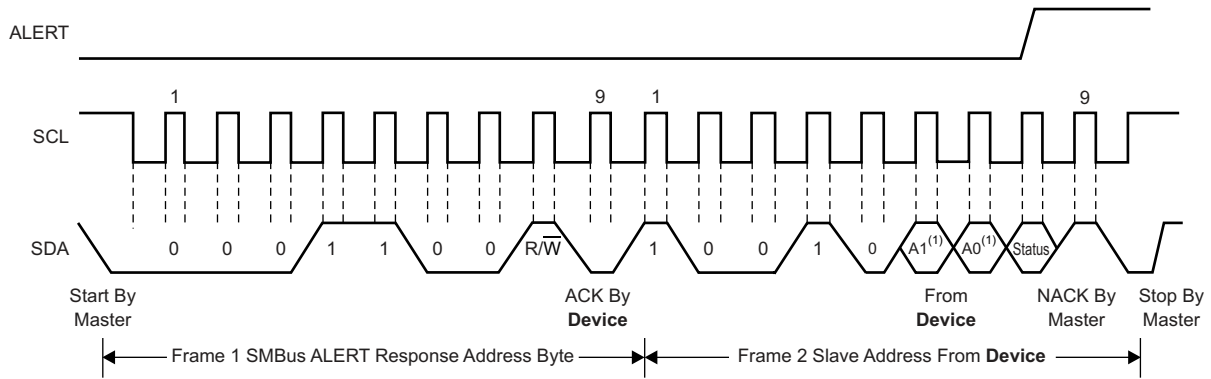 ALERT
1 9 1 9
SCL
SDA
0 0 0 1 1 0 0 R/W 1 0 0 1 0 A1(1) A0(1) Status
Start By
Master
ACK By
Device
From
Device
NACK By
Master
Stop By
Master
Frame 1 SMBus ALERT Response Address Byte
Frame 2 Slave Address From Device